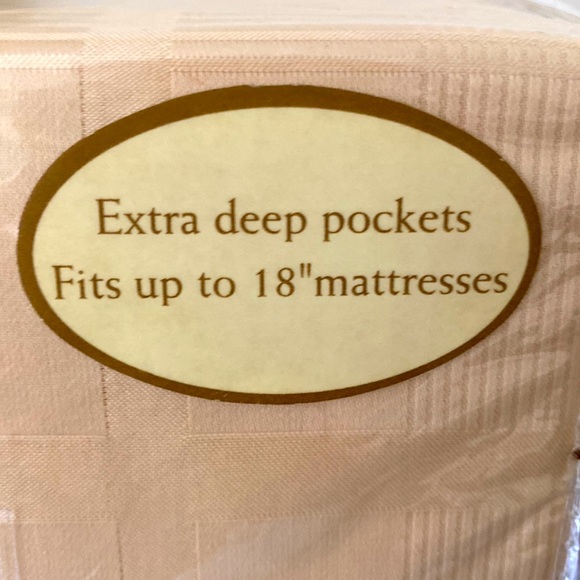 Extra deep pockets
Fits up to 18"mattresses